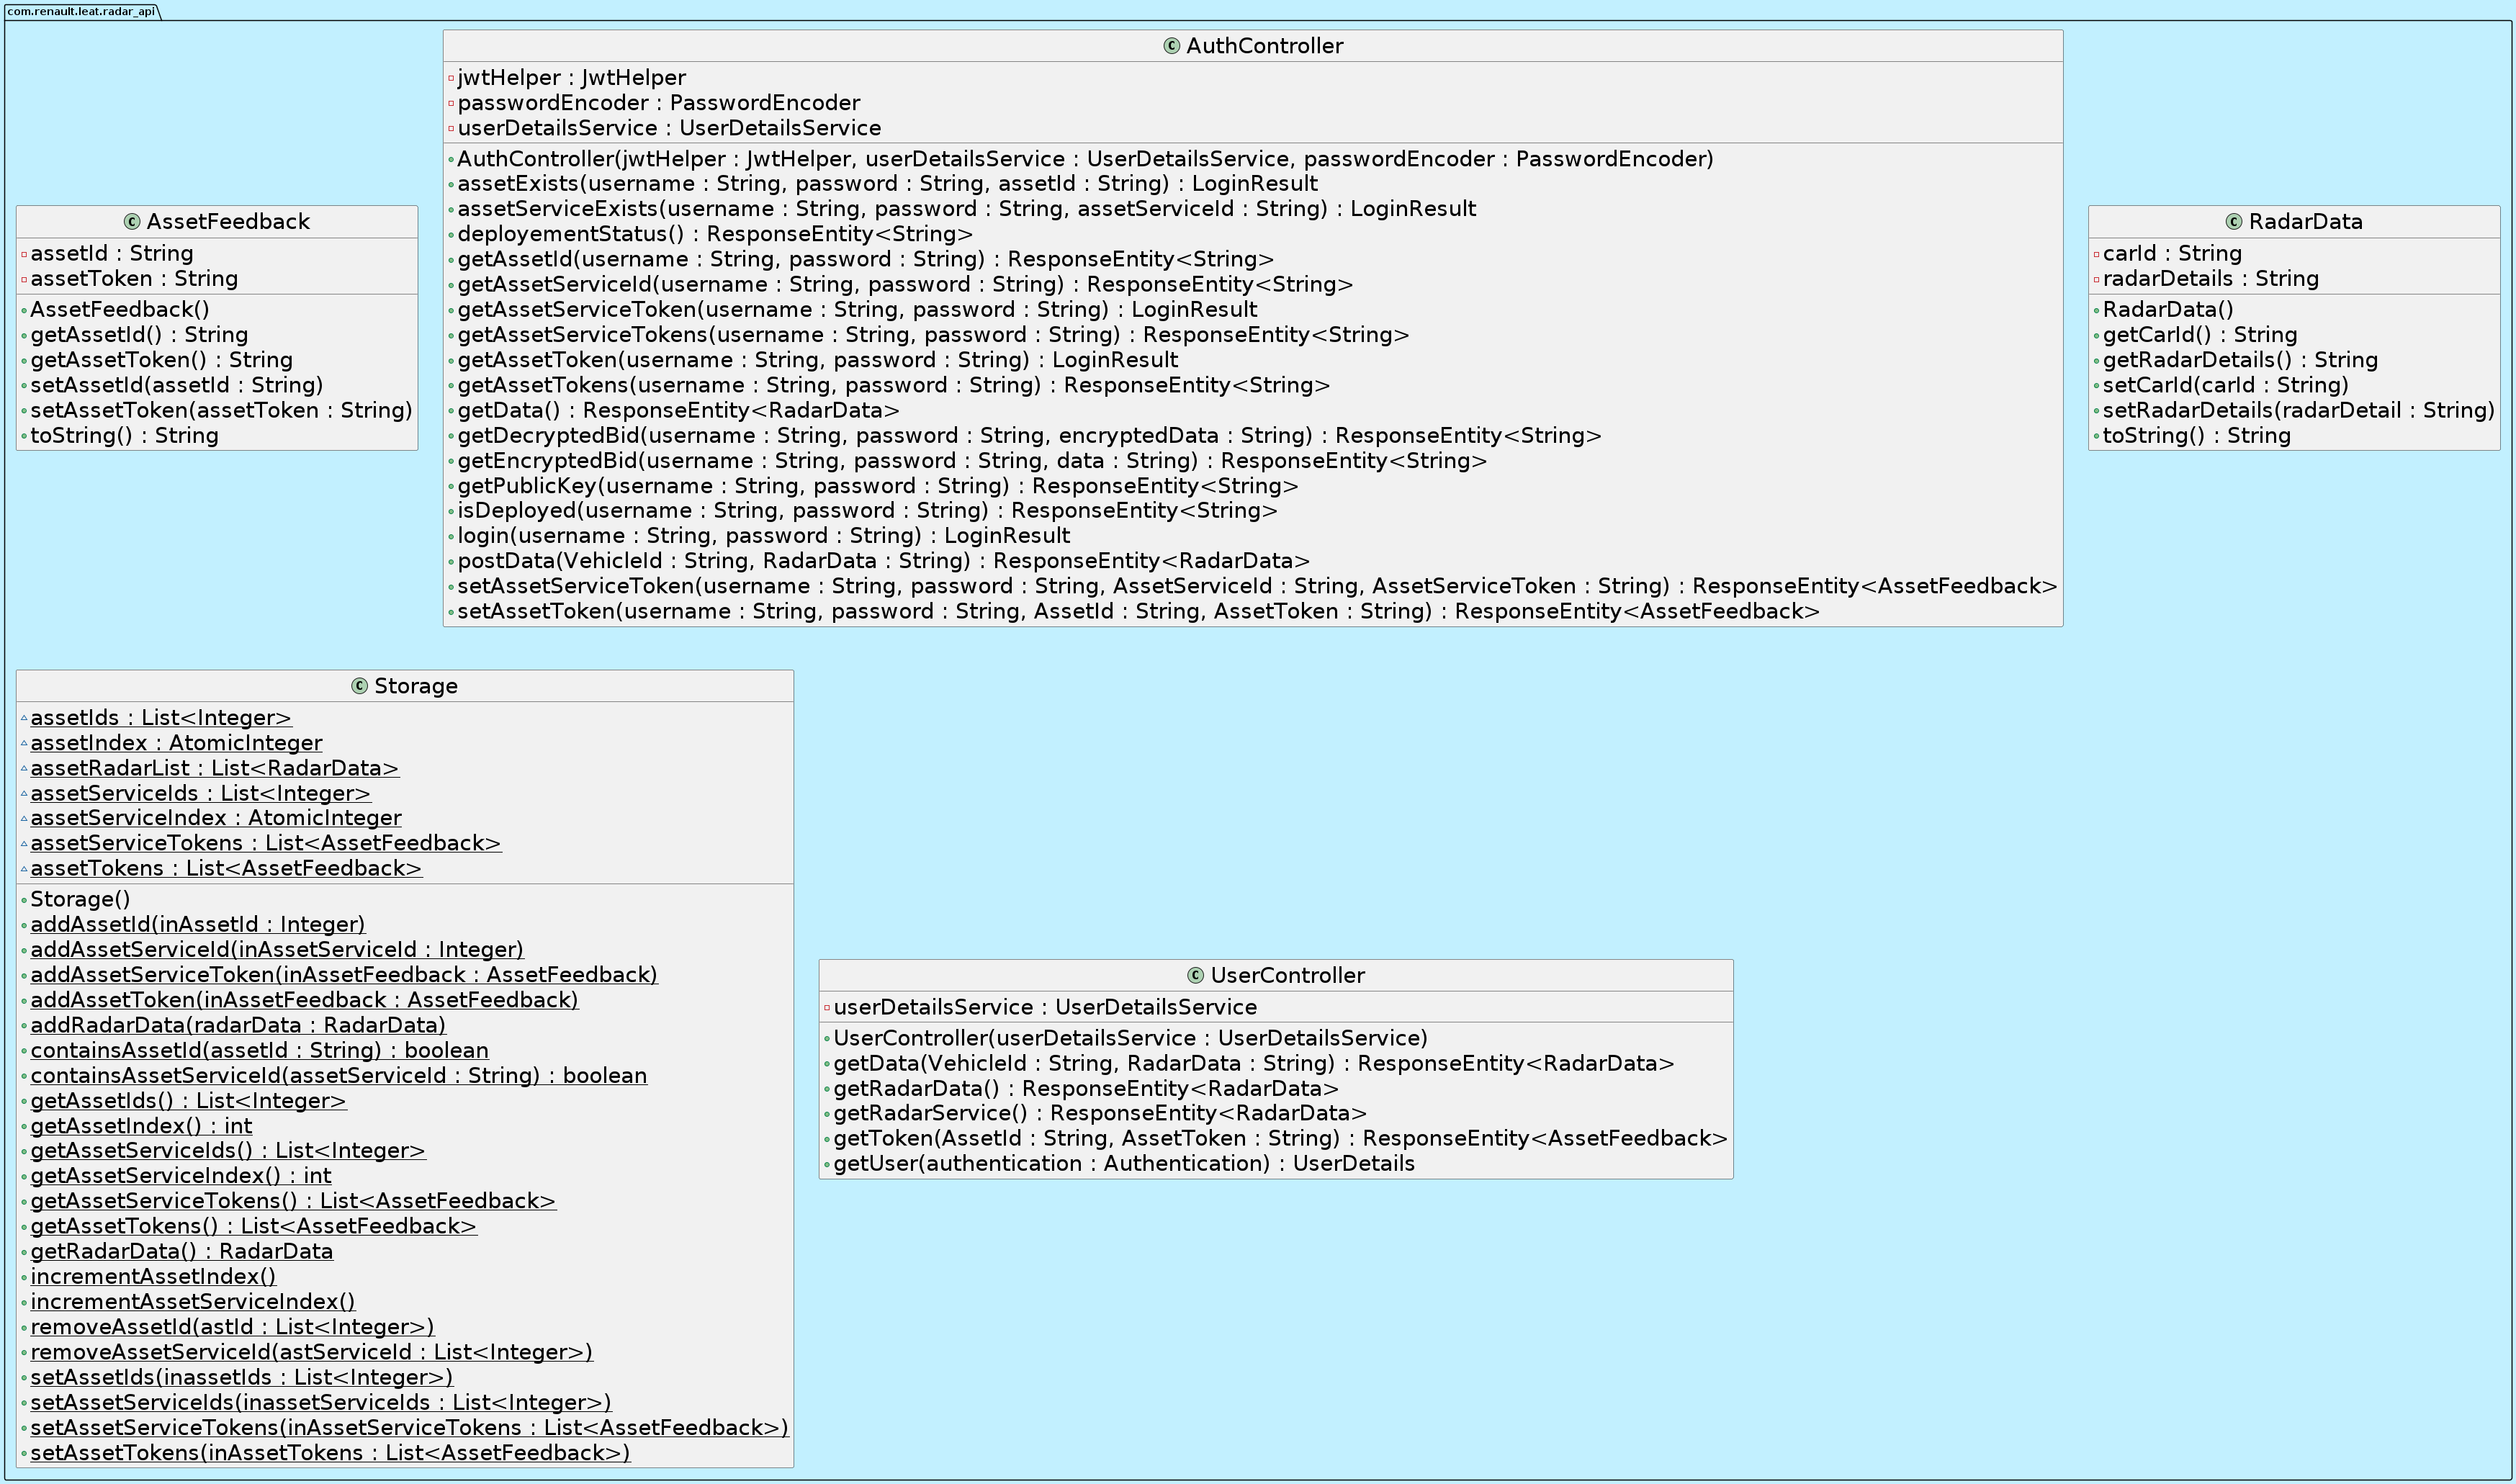 com.renault.leat.radar_api
AssetFeedback
assetId : String
assetToken : String
AssetFeedback()
getAssetId() : String
getAssetToken() : String
setAssetId(assetId : String)
setAssetToken(assetToken : String)
toString() : String
AuthController
jwtHelper : JwtHelper
passwordEncoder : PasswordEncoder
userDetailsService : UserDetailsService
AuthController(jwtHelper : JwtHelper, userDetailsService : UserDetailsService, passwordEncoder : PasswordEncoder)
assetExists(username : String, password : String, assetId : String) : LoginResult
assetServiceExists(username : String, password : String, assetServiceId : String) : LoginResult
deployementStatus() : ResponseEntity<String>
getAssetId(username : String, password : String) : ResponseEntity<String>
getAssetServiceId(username : String, password : String) : ResponseEntity<String>
getAssetServiceToken(username : String, password : String) : LoginResult
getAssetServiceTokens(username : String, password : String) : ResponseEntity<String>
getAssetToken(username : String, password : String) : LoginResult
getAssetTokens(username : String, password : String) : ResponseEntity<String>
getData() : ResponseEntity<RadarData>
getDecryptedBid(username : String, password : String, encryptedData : String) : ResponseEntity<String>
getEncryptedBid(username : String, password : String, data : String) : ResponseEntity<String>
getPublicKey(username : String, password : String) : ResponseEntity<String>
isDeployed(username : String, password : String) : ResponseEntity<String>
login(username : String, password : String) : LoginResult
postData(VehicleId : String, RadarData : String) : ResponseEntity<RadarData>
setAssetServiceToken(username : String, password : String, AssetServiceId : String, AssetServiceToken : String) : ResponseEntity<AssetFeedback>
setAssetToken(username : String, password : String, AssetId : String, AssetToken : String) : ResponseEntity<AssetFeedback>
RadarData
carId : String
radarDetails : String
RadarData()
getCarId() : String
getRadarDetails() : String
setCarId(carId : String)
setRadarDetails(radarDetail : String)
toString() : String
Storage
assetIds : List<Integer>
assetIndex : AtomicInteger
assetRadarList : List<RadarData>
assetServiceIds : List<Integer>
assetServiceIndex : AtomicInteger
assetServiceTokens : List<AssetFeedback>
assetTokens : List<AssetFeedback>
Storage()
addAssetId(inAssetId : Integer)
addAssetServiceId(inAssetServiceId : Integer)
addAssetServiceToken(inAssetFeedback : AssetFeedback)
addAssetToken(inAssetFeedback : AssetFeedback)
addRadarData(radarData : RadarData)
containsAssetId(assetId : String) : boolean
containsAssetServiceId(assetServiceId : String) : boolean
getAssetIds() : List<Integer>
getAssetIndex() : int
getAssetServiceIds() : List<Integer>
getAssetServiceIndex() : int
getAssetServiceTokens() : List<AssetFeedback>
getAssetTokens() : List<AssetFeedback>
getRadarData() : RadarData
incrementAssetIndex()
incrementAssetServiceIndex()
removeAssetId(astId : List<Integer>)
removeAssetServiceId(astServiceId : List<Integer>)
setAssetIds(inassetIds : List<Integer>)
setAssetServiceIds(inassetServiceIds : List<Integer>)
setAssetServiceTokens(inAssetServiceTokens : List<AssetFeedback>)
setAssetTokens(inAssetTokens : List<AssetFeedback>)
UserController
userDetailsService : UserDetailsService
UserController(userDetailsService : UserDetailsService)
getData(VehicleId : String, RadarData : String) : ResponseEntity<RadarData>
getRadarData() : ResponseEntity<RadarData>
getRadarService() : ResponseEntity<RadarData>
getToken(AssetId : String, AssetToken : String) : ResponseEntity<AssetFeedback>
getUser(authentication : Authentication) : UserDetails